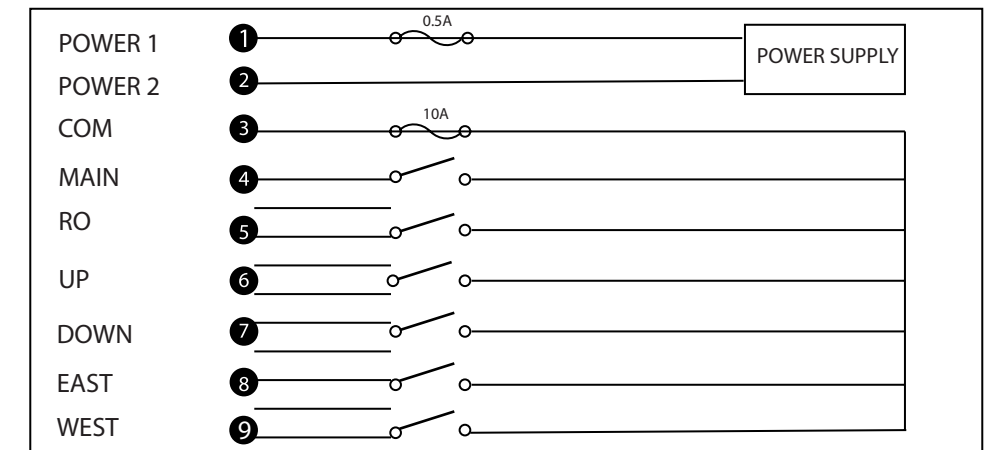 0.5A
POWER 1 1 POWER SUPPLY
POWER 2 2
10A
COM 3
MAIN 4
RO 5
UP 6
DOWN 7
EAST 8
WEST 9